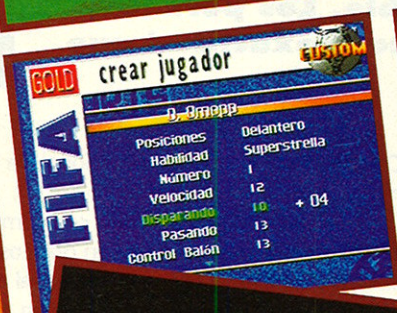 GOLD
FIFA
crear jugador
CUSTOM
Posiciones Delantero
Habilidad Superstrella
Número 1
Velocidad 12
Disparando 10 + 04
Pasando 13
Control Balón 13